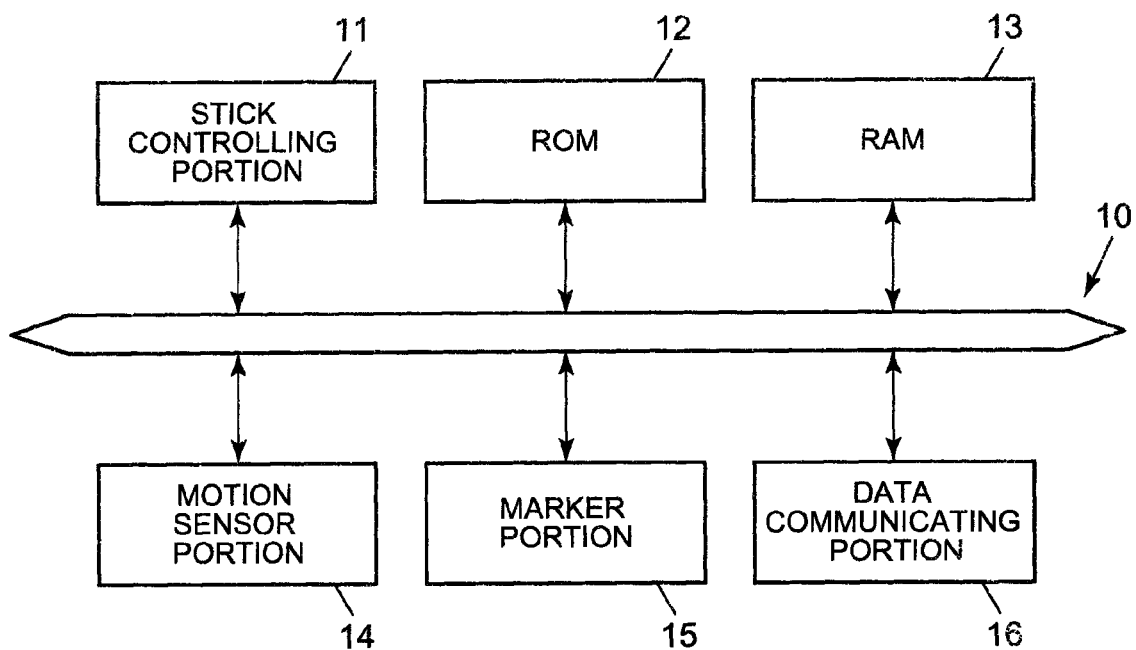 11
12
13
STICK
CONTROLLING
PORTION
ROM
RAM
10
MOTION
SENSOR
PORTION
MARKER
PORTION
DATA
COMMUNICATING
PORTION
14
15
16